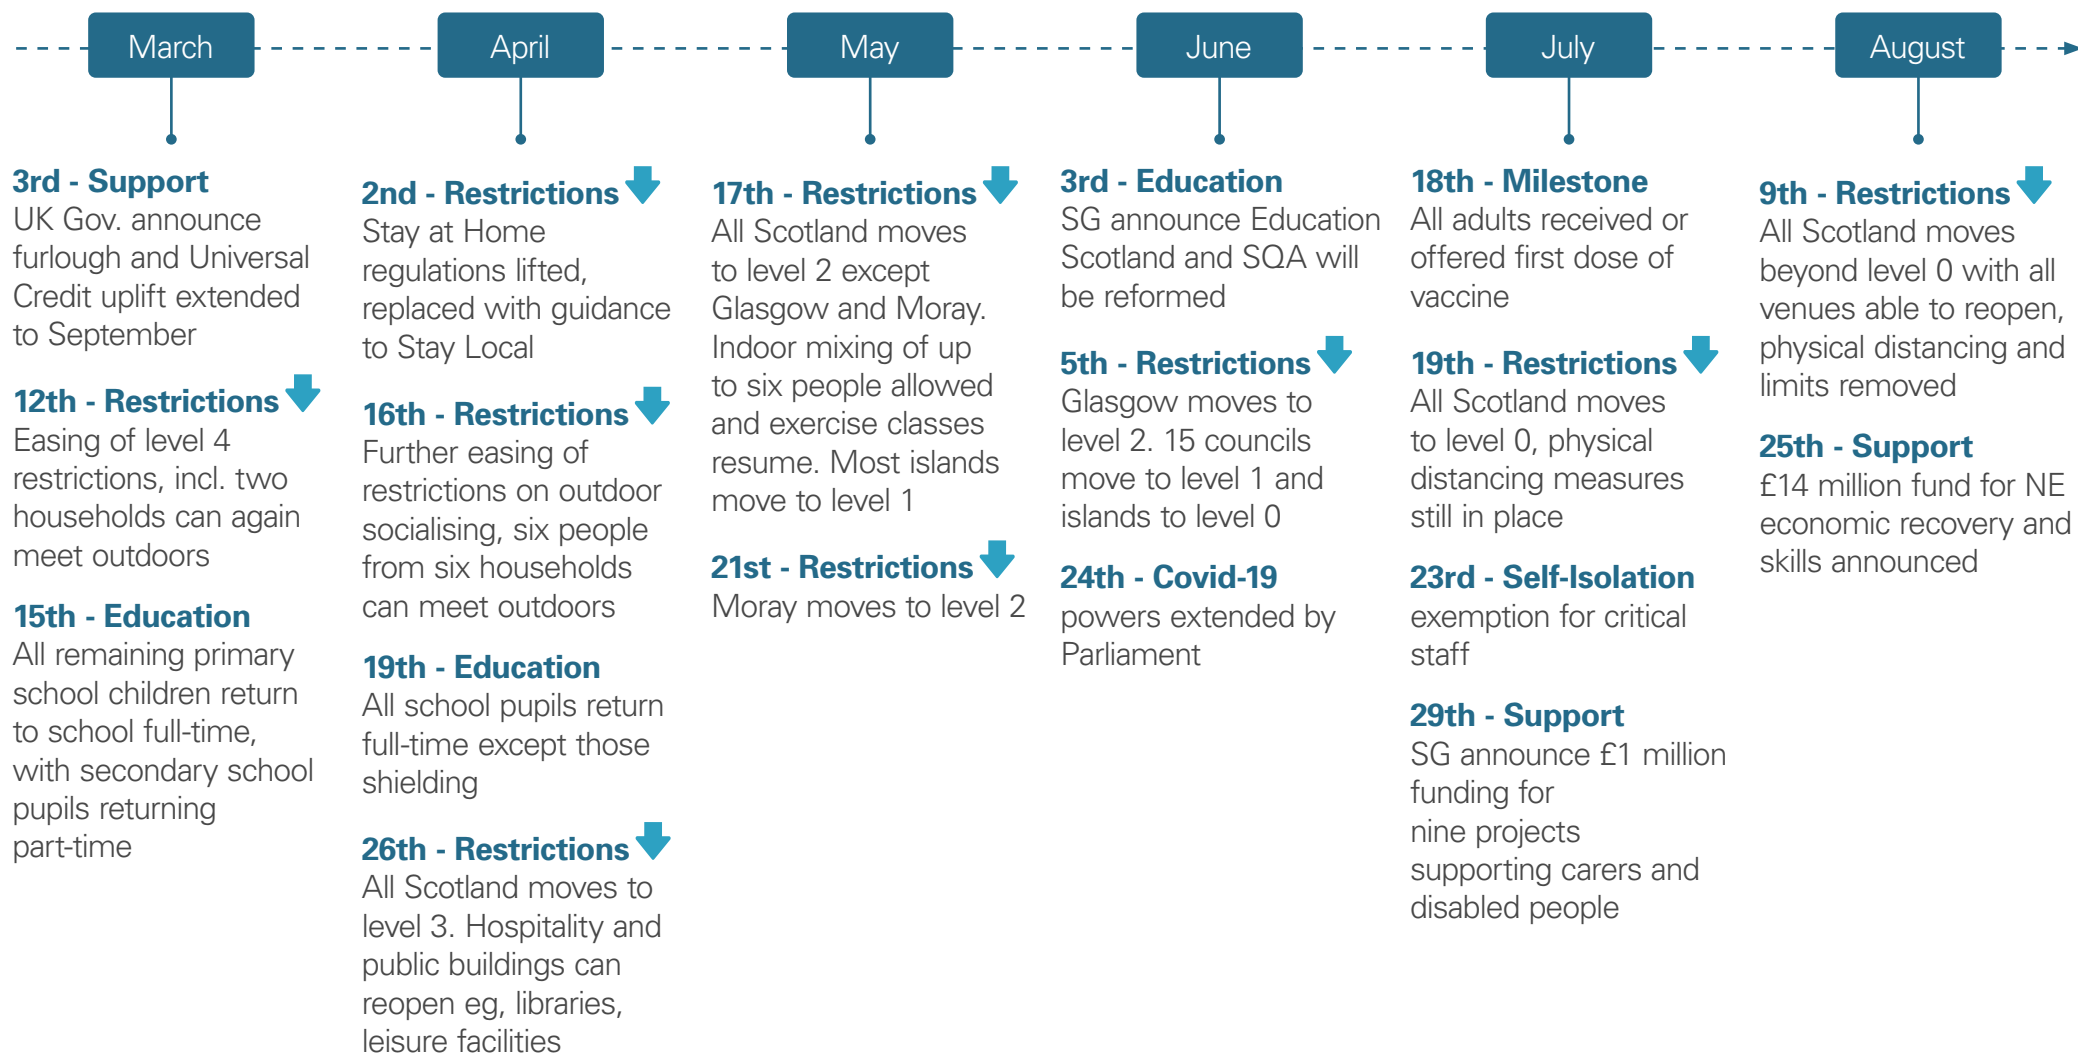 March
April
May
June
July
August
3rd - Support
UK Gov. announce
furlough and Universal
Credit uplift extended
to September
12th - Restrictions
Easing of level 4
restrictions, incl. two
households can again
meet outdoors
15th - Education
All remaining primary
school children return
to school full-time,
with secondary school
pupils returning
part-time
2nd - Restrictions
Stay at Home
regulations lifted,
replaced with guidance
to Stay Local
16th - Restrictions
Further easing of
restrictions on outdoor
socialising, six people
from six households
can meet outdoors
19th - Education
All school pupils return
full-time except those
shielding
26th - Restrictions
All Scotland moves to
level 3. Hospitality and
public buildings can
reopen eg, libraries,
leisure facilities
17th - Restrictions
All Scotland moves
to level 2 except
Glasgow and Moray.
Indoor mixing of up
to six people allowed
and exercise classes
resume. Most islands
move to level 1
21st - Restrictions
Moray moves to level 2
3rd - Education
SG announce Education
Scotland and SQA will
be reformed
5th - Restrictions
Glasgow moves to
level 2. 15 councils
move to level 1 and
islands to level 0
24th - Covid-19
powers extended by
Parliament
18th - Milestone
All adults received or
offered first dose of
vaccine
19th - Restrictions
All Scotland moves
to level 0, physical
distancing measures
still in place
23rd - Self-Isolation
exemption for critical
staff
29th - Support
SG announce £1 million
funding for
nine projects
supporting carers and
disabled people
9th - Restrictions
All Scotland moves
beyond level 0 with all
venues able to reopen,
physical distancing and
limits removed
25th - Support
£14 million fund for NE
economic recovery and
skills announced